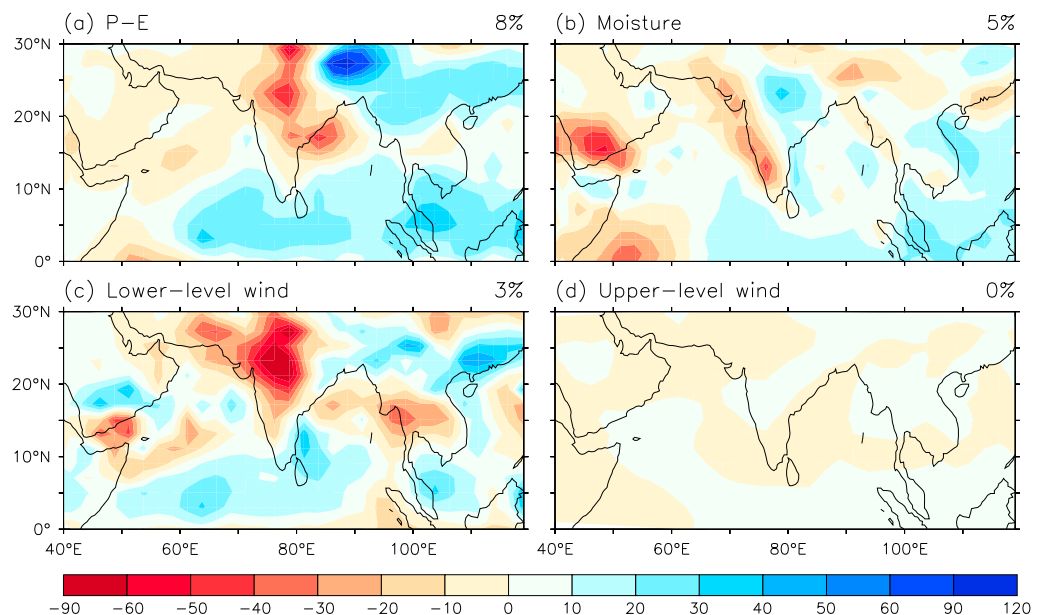 (a) P−E 8% (b) Moisture 5%
30°N 30°N
20°N 20°N
10°N 10°N
0° 0°
(c) Lower−level wind 3% (d) Upper−level wind 0%
30°N 30°N
20°N 20°N
10°N 10°N
0° 0°
40°E 60°E 80°E 100°E 40°E 60°E 80°E 100°E
−90 −60 −50 −40 −30 −20 −10 0 10 20 30 40 50 60 90 120